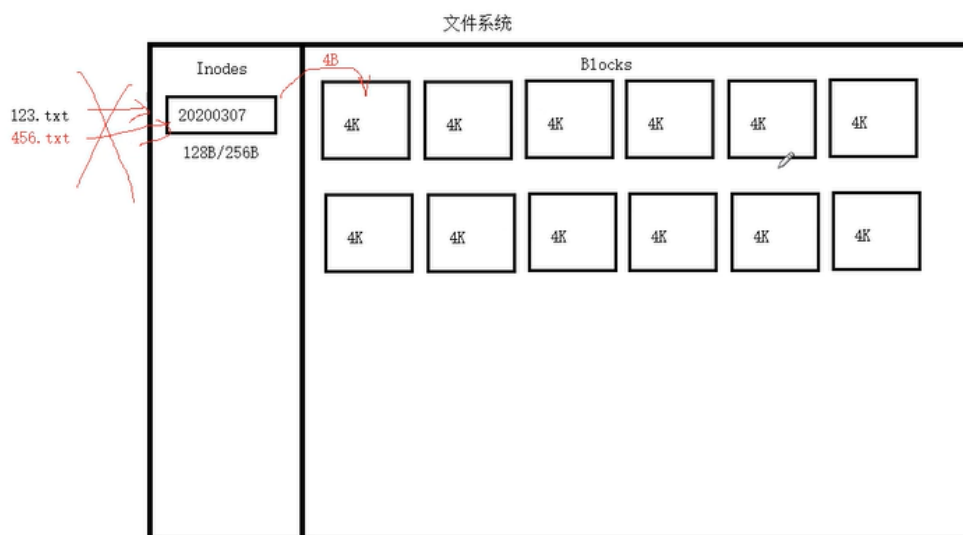 文件系统
Inodes
4B
Blocks
123.txt
20200307
4K 4K 4K 4K 4K 4K
456.txt
128B/256B
4K 4K 4K 4K 4K 4K